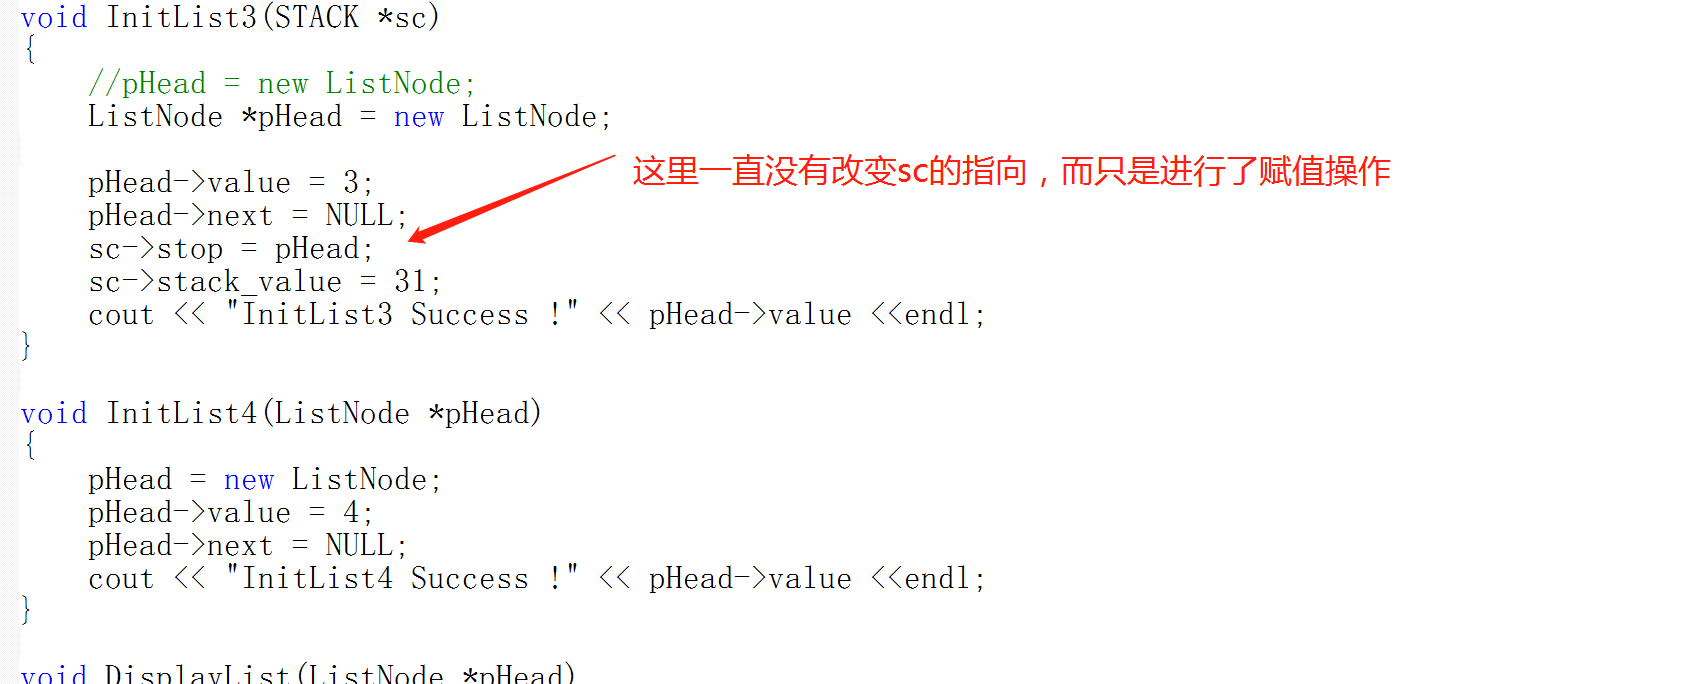 void InitList3(STACK *sc)
{
//pHead = new ListNode;
ListNode *pHead = new ListNode;
这里一直没有改变sc的指向，而只是进行了赋值操作
pHead->value = 3;
pHead->next = NULL;
sc->stop = pHead;
sc->stack_value = 31;
cout << "InitList3 Success !" << pHead->value <<endl;
}
void InitList4(ListNode *pHead)
{
pHead = new ListNode;
pHead->value = 4;
pHead->next = NULL;
cout << "InitList4 Success !" << pHead->value <<endl;
}
void DisplayList(ListNode *pHead)